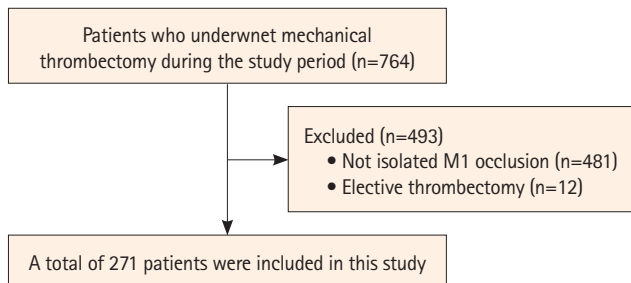 Patients who underwnet mechanical
thrombectomy during the study period (n=764)
Excluded (n=493)
• Not isolated M1 occlusion (n=481)
• Elective thrombectomy (n=12)
A total of 271 patients were included in this study